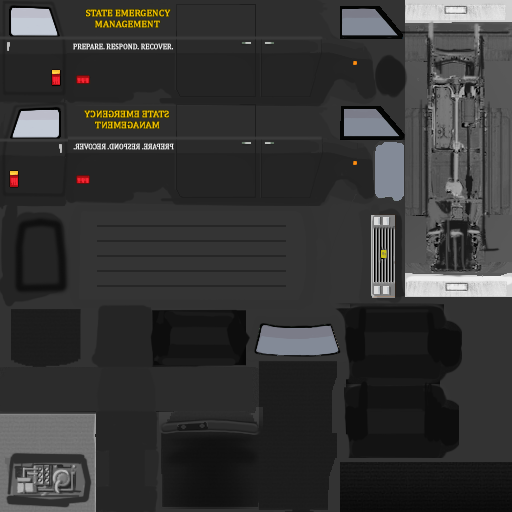 STATE EMERGENCY
MANAGEMENT
PREPARE. RESPOND. RECOVER.
STATE EMERGENCY
MANAGEMENT
PREPARE. RESPOND. RECOVER.